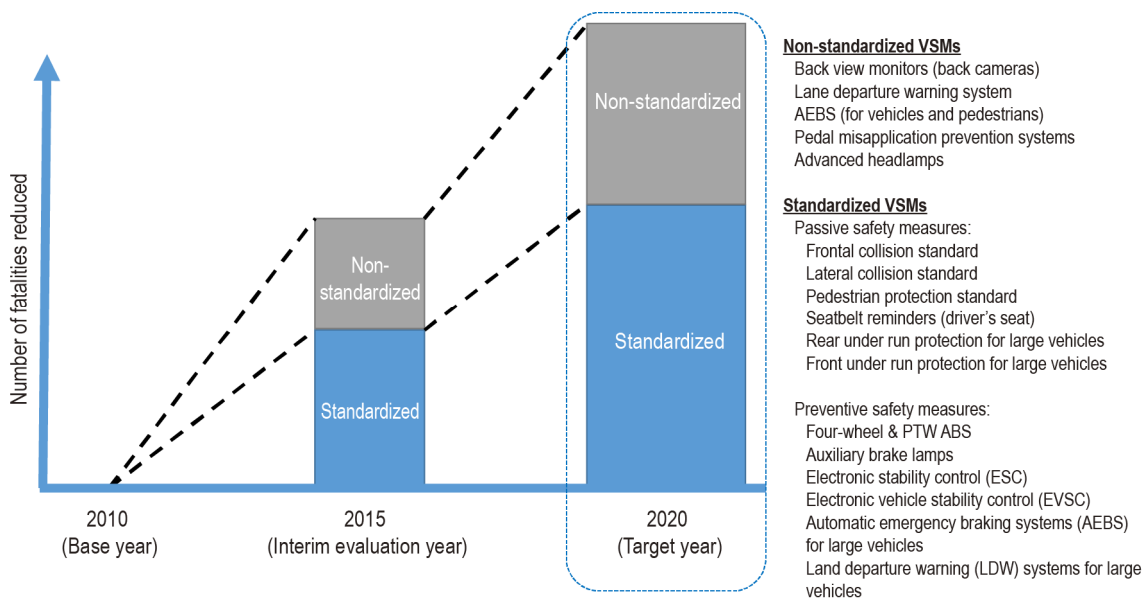 Number of fatalities reduced
Non-
standardized
Standardized
Non-standardized
Standardized
2010
(Base year)
2015
(Interim evaluation year)
2020
(Target year)
Non-standardized VSMs
Back view monitors (back cameras)
Lane departure warning system
AEBS (for vehicles and pedestrians)
Pedal misapplication prevention systems
Advanced headlamps
Standardized VSMs
Passive safety measures:
Frontal collision standard
Lateral collision standard
Pedestrian protection standard
Seatbelt reminders (driver's seat)
Rear under run protection for large vehicles
Front under run protection for large vehicles
Preventive safety measures:
Four-wheel & PTW ABS
Auxiliary brake lamps
Electronic stability control (ESC)
Electronic vehicle stability control (EVSC)
Automatic emergency braking systems (AEBS)
for large vehicles
Land departure warning (LDW) systems for large
vehicles